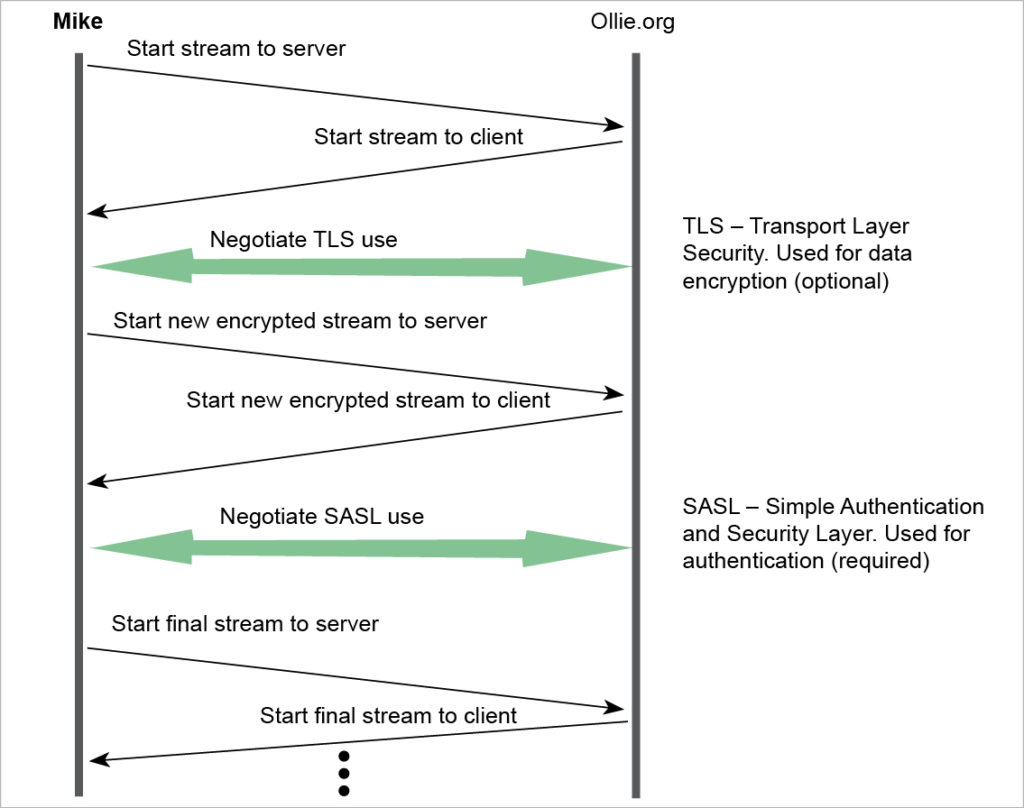 Mike
Ollie.org
Start stream to server
Start stream to client
Negotiate TLS use
TLS – Transport Layer
Security. Used for data
encryption (optional)
Start new encrypted stream to server
Start new encrypted stream to client
Negotiate SASL use
SASL – Simple Authentication
and Security Layer. Used for
authentication (required)
Start final stream to server
Start final stream to client